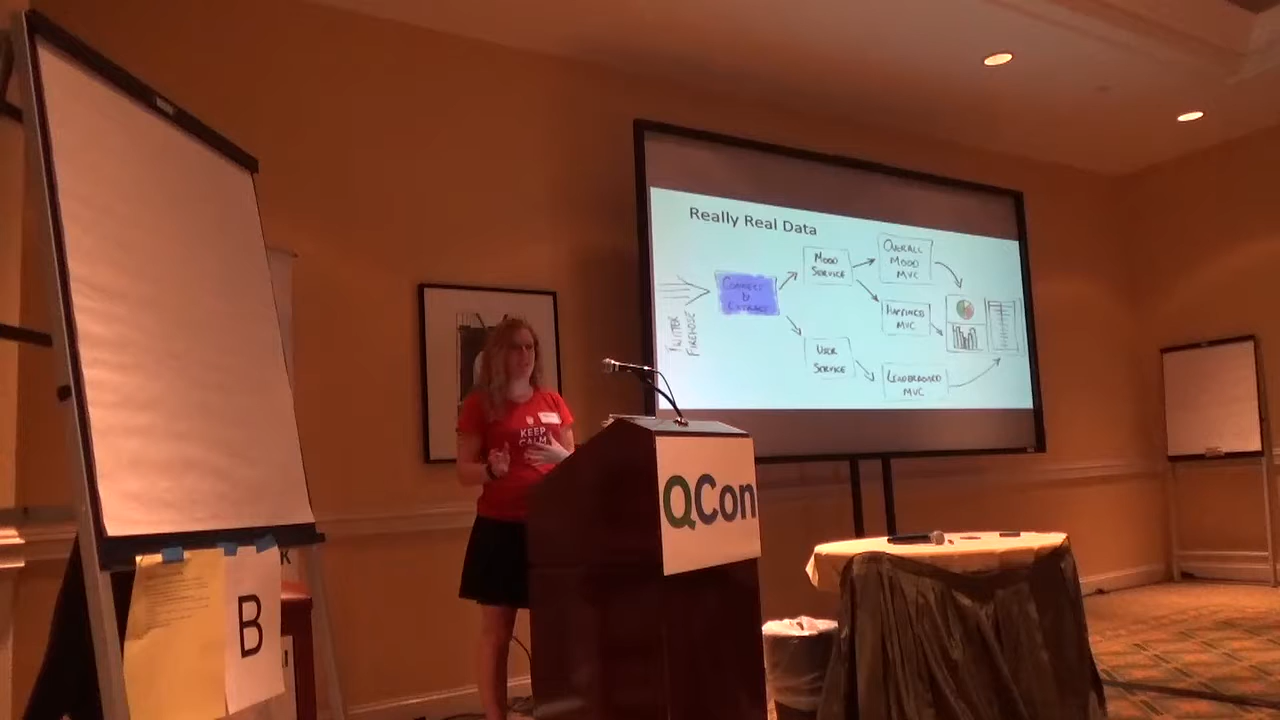 Really Real Data
TWITTER
FIREHOSE
CONNECT
&
EXTRACT
MOOD
SERVICE
USER
SERVICE
OVERALL
MOOD
MVC
HAPPINESS
MVC
LEADERBOARD
MVC
KEEP
CALM
QCon
B
K